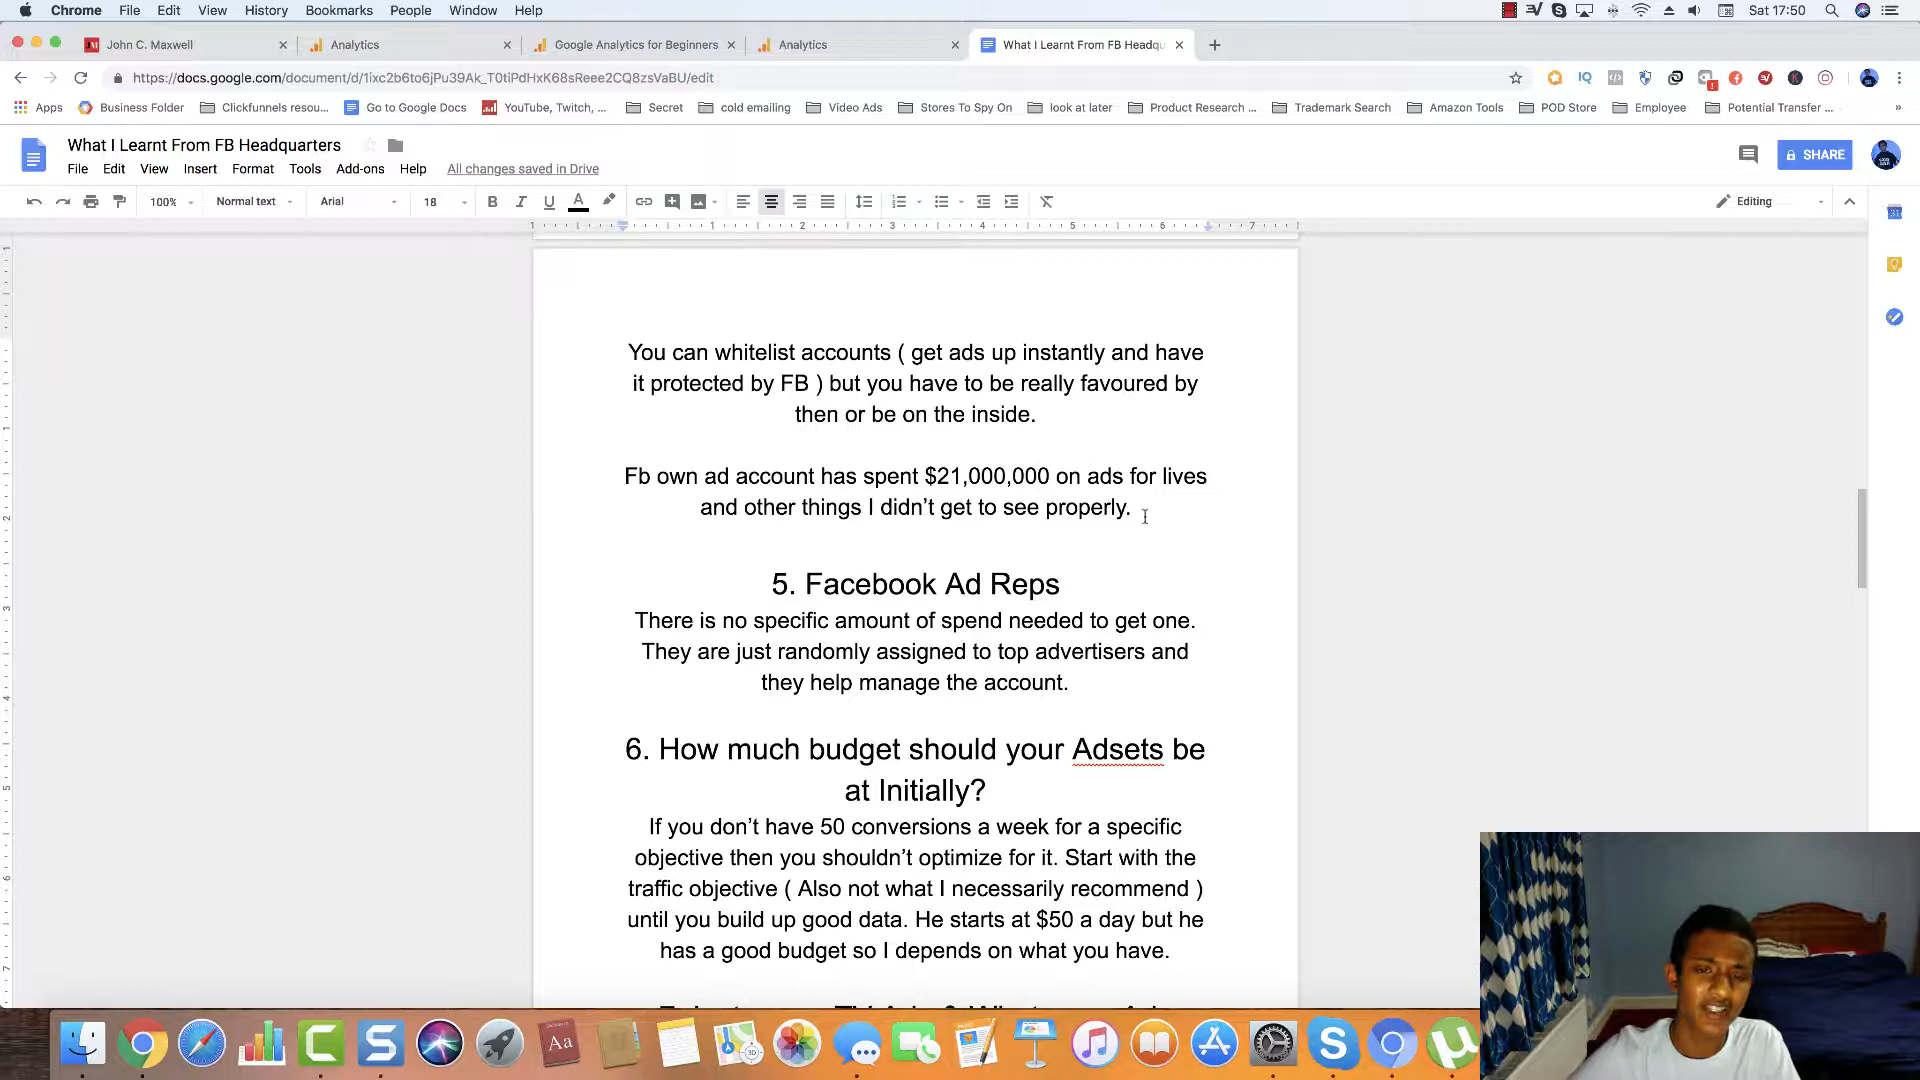 Chrome File Edit View History Bookmarks People Window Help Sat 17:50
John C. Maxwell Analytics Google Analytics for Beginners Analytics What I Learnt From FB Headqu
https://docs.google.com/document/d/1ixc2b6to6jPu39Ak_T0tiPdHxK68sReee2CQ8zsVaBU/edit
Apps Business Folder Clickfunnels resou... Go to Google Docs YouTube, Twitch, ... Secret cold emailing Video Ads Stores To Spy On look at later Product Research ... Trademark Search Amazon Tools POD Store Employee Potential Transfer ... »
What I Learnt From FB Headquarters
SHARE
File Edit View Insert Format Tools Add-ons Help All changes saved in Drive
100% Normal text Arial 18 B I U A Editing
1 1 2 3 4 5 6 7
You can whitelist accounts ( get ads up instantly and have
it protected by FB ) but you have to be really favoured by
then or be on the inside.
Fb own ad account has spent $21,000,000 on ads for lives
and other things I didn’t get to see properly.
5. Facebook Ad Reps
There is no specific amount of spend needed to get one.
They are just randomly assigned to top advertisers and
they help manage the account.
6. How much budget should your Adsets be
at Initially?
If you don’t have 50 conversions a week for a specific
objective then you shouldn’t optimize for it. Start with the
traffic objective ( Also not what I necessarily recommend )
until you build up good data. He starts at $50 a day but he
has a good budget so I depends on what you have.